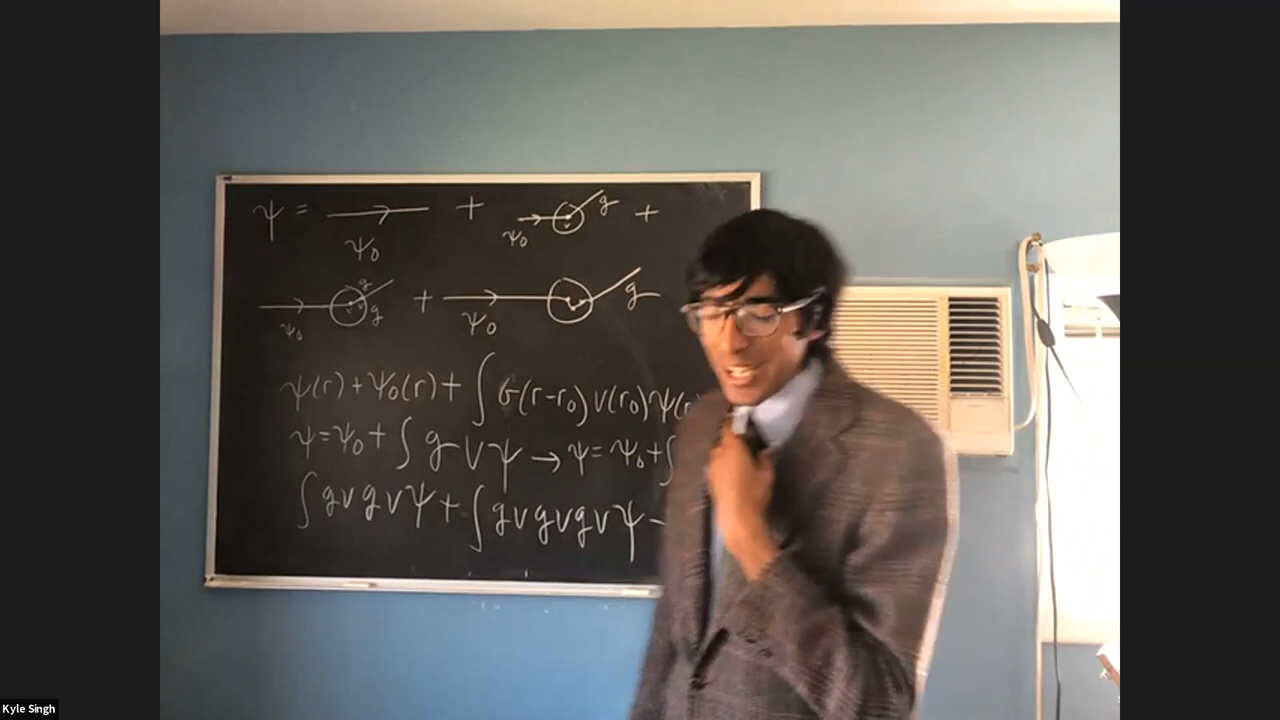 ψ = ψ₀ + ψ₀ v g +
ψ₀ v g v g + ψ₀ v g
ψ(r) + ψ₀(r) + ∫ G(r-r₀) v(r₀) ψ(r
ψ = ψ₀ + ∫ g V ψ → ψ = ψ₀ + ∫
∫ g v g v ψ + ∫ g v g v g v ψ -
Kyle Singh